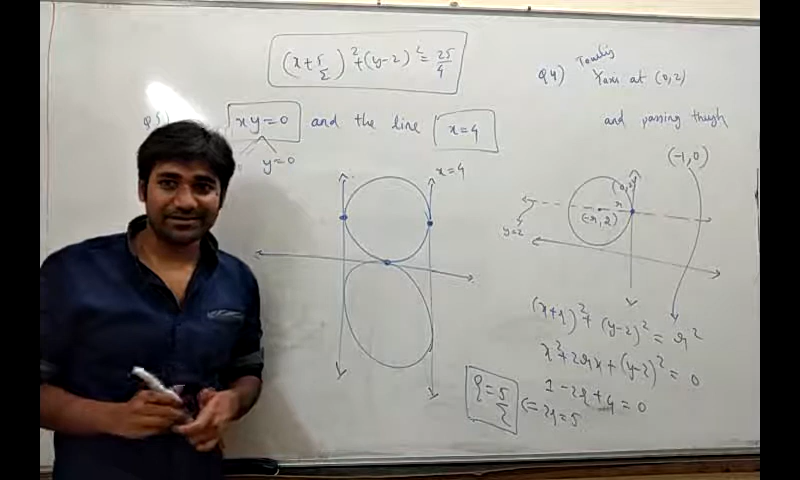 (x+5/2)²+(y-2)²=25/4
Q5) xy=0 and the line x=4
y=0
x=4
Q4) Touches
Yaxis at (0,2)
and passing though
(-1,0)
(0,2)
r
(-r,2)
y=2
(x+r)²+(y-2)²=r²
x²+2rx+(y-2)²=0
1-2r+4=0
r=5/2 <= 2r=5